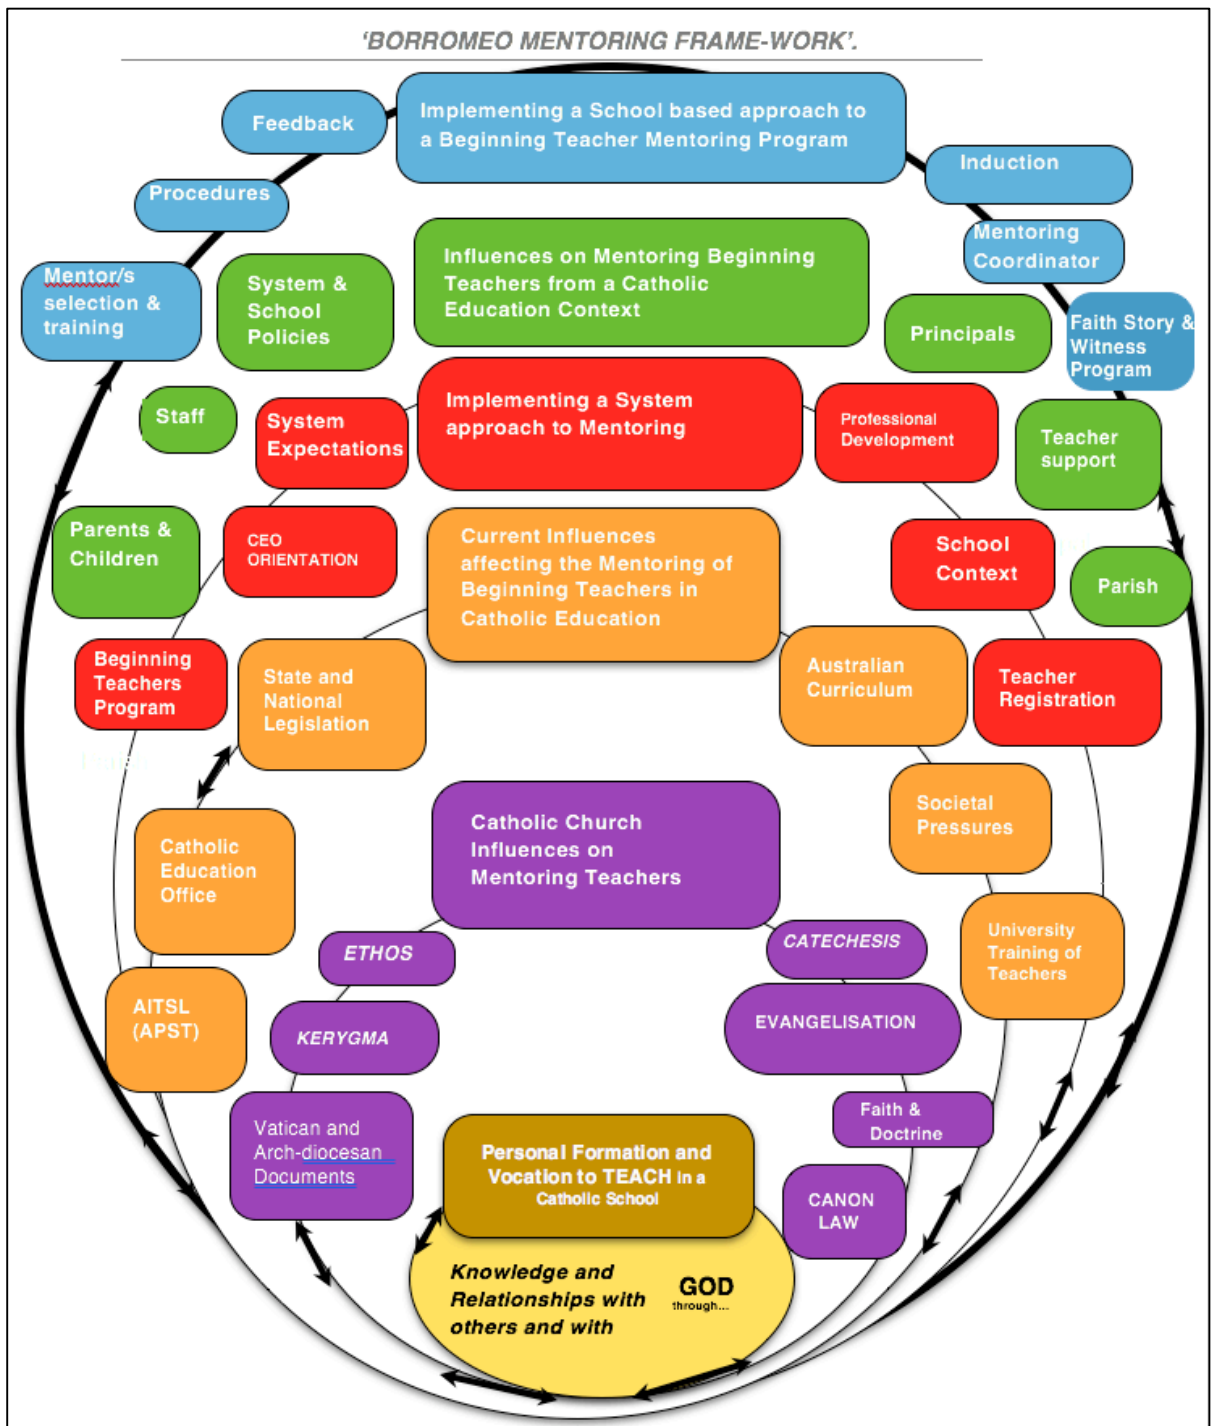 ‘BORROMEO MENTORING FRAME-WORK’.
Implementing a School based approach to
a Beginning Teacher Mentoring Program
Feedback
Induction
Procedures
Mentoring
Coordinator
Mentor/s
selection &
training
System &
School
Policies
Influences on Mentoring Beginning
Teachers from a Catholic
Education Context
Principals
Faith Story &
Witness
Program
Staff
System
Expectations
Implementing a System
approach to Mentoring
Professional
Development
Teacher
support
Parents &
Children
CEO
ORIENTATION
Current Influences
affecting the Mentoring of
Beginning Teachers in
Catholic Education
School
Context
Parish
Beginning
Teachers
Program
State and
National
Legislation
Australian
Curriculum
Teacher
Registration
Catholic
Education
Office
Catholic Church
Influences on
Mentoring Teachers
Societal
Pressures
ETHOS
CATECHESIS
University
Training of
Teachers
AITSL
(APST)
KERYGMA
EVANGELISATION
Vatican and
Arch-diocesan
Documents
Faith &
Doctrine
Personal Formation and
Vocation to TEACH in a
Catholic School
CANON
LAW
Knowledge and
Relationships with
others and with
GOD
through...